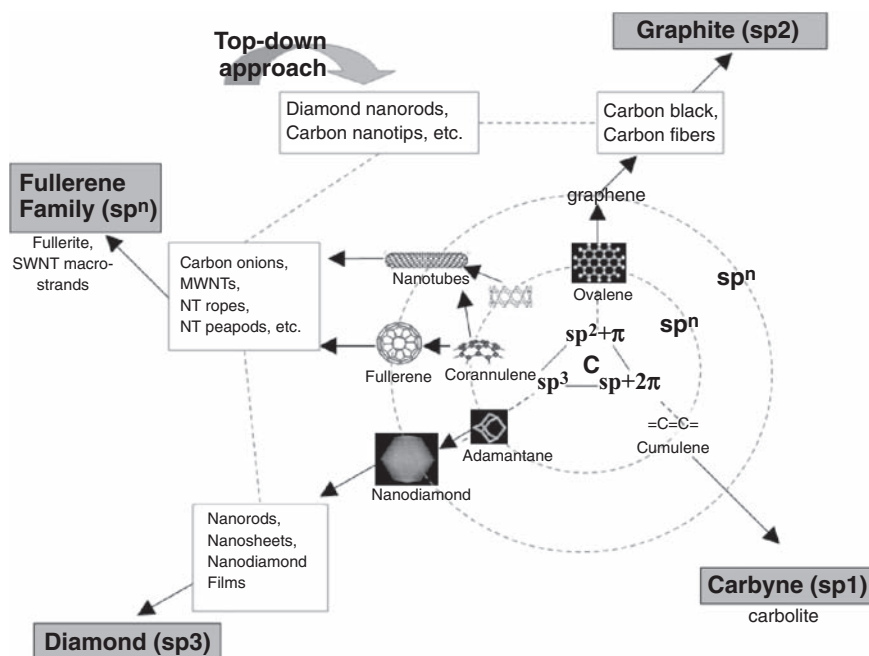 Graphite (sp2)
Top-down
approach
Diamond nanorods,
Carbon nanotips, etc.
Carbon black,
Carbon fibers
Fullerene
Family (spⁿ)
Fullerite,
SWNT macro-
strands
graphene
Carbon onions,
MWNTs,
NT ropes,
NT peapods, etc.
Nanotubes
Ovalene
spⁿ
spⁿ
sp²+π
C
sp³
sp+2π
Fullerene
Corannulene
=C=C=
Cumulene
Adamantane
Nanodiamond
Nanorods,
Nanosheets,
Nanodiamond
Films
Carbyne (sp1)
carbolite
Diamond (sp3)